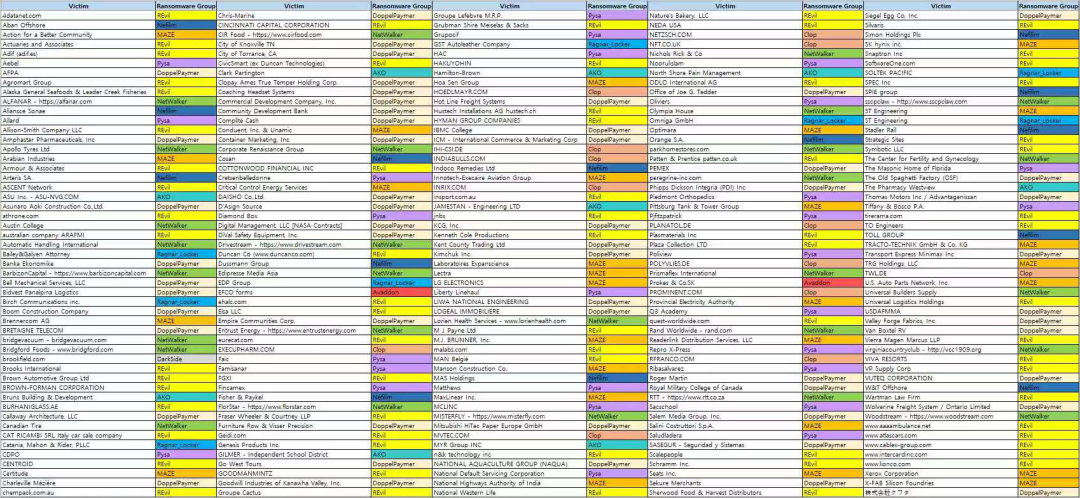 Victim Ransomware Group Victim Ransomware Group Victim Ransomware Group Victim Ransomware Group Victim Ransomware Group
4datanet.com REvil Chris-Marine DoppelPaymer Groupe Lefebvre M.R.P. Pysa Nature's Bakery, LLC REvil Siegel Egg Co. Inc. REvil
Aban Offshore Nefilim CINCINNATI CAPITAL CORPORATION REvil Grubman Shire Meiselas & Sacks REvil NEDA USA REvil Silvaris REvil
Action for a Better Community MAZE CIR Food - https://www.cirfood.com NetWalker Grupocif Pysa NETZSCH.COM Clop Simon Holdings Plc Nefilim
Actuaries and Associates REvil City of Knoxville TN DoppelPaymer GST Autoleather Company Ragnar_Locker NFT.CO.UK Clop SK hynix inc. MAZE
Adif (adif.es) REvil City of Torrance, CA DoppelPaymer HAC DoppelPaymer Nichols Rick & Co NetWalker Snaptron Inc MAZE
Aebel Pysa CivicSmart (ex Duncan Technologies) REvil HAKUYOHIN REvil Noorulislam Pysa SoftwareOne.com REvil
AFPA DoppelPaymer Clark Partington AKO Hamilton-Brown AKO North Shore Pain Management AKO SOLTEK PACIFIC Ragnar_Locker
Agromart Group REvil Clopay Ames True Temper Holding Corp. REvil Hoa Sen Group MAZE ODLO International AG REvil SPEC Inc REvil
Alaska General Seafoods & Leader Creek Fisheries REvil Coaching Headset Systems DoppelPaymer HOEDLMAYR.COM Clop Office of Joe G. Tedder DoppelPaymer SPIE group Nefilim
ALFANAR - https://alfanar.com NetWalker Commercial Development Company, Inc. DoppelPaymer Hot Line Freight Systems DoppelPaymer Oliviers Pysa sscpclaw - http://www.sscpclaw.com NetWalker
Aliansce Sonae Nefilim Community Development Bank DoppelPaymer Huxtech Installations AG huxtech.ch REvil Olympia House NetWalker ST Engineering MAZE
Allard Pysa Complite Cash DoppelPaymer HYMAN GROUP COMPANIES REvil Omniga GmbH Ragnar_Locker ST Engineering Ragnar_Locker
Allison-Smith Company LLC REvil Conduent, Inc. & Unamic MAZE IBMC College DoppelPaymer Optimara MAZE Stadler Rail Nefilim
Amphastar Pharmaceuticals, Inc DoppelPaymer Container Marketing, Inc DoppelPaymer ICM - International Commerce & Marketing Corp. DoppelPaymer Orange S.A. Nefilim Strategic Sites REvil
Apollo Tyres Ltd NetWalker Corporate Renaissance Group NetWalker IHI-CSI.DE Clop parkhomestores.com NetWalker Symbotic LLC REvil
Arabian Industries MAZE Cosan Nefilim INDIABULLS.COM Clop Patten & Prentice patten.co.uk REvil The Center for Fertility and Gynecology NetWalker
Armour & Associates REvil COTTONWOOD FINANCIAL INC REvil Indoco Remedies Ltd NetWalker PEMEX DoppelPaymer The Masonic Home of Florida Pysa
Arteris SA Nefilim Cretsenbelledonne Pysa Innotech-Execaire Aviation Group MAZE peregrine-inc.com NetWalker The Old Spaghetti Factory (OSF) DoppelPaymer
ASCENT Network REvil Critical Control Energy Services MAZE INRIX.COM Clop Phipps Dickson Integria (PDI) Inc DoppelPaymer The Pharmacy Westview AKO
ASU Inc. - ASU-NVG.COM AKO DAISHO Co.,Ltd. DoppelPaymer insport.com.au REvil Piedmont Orthopedics Pysa Thomas Motors Inc / Advantagenissan DoppelPaymer
Asunaro Aoki Construction Co.,Ltd. DoppelPaymer D'Asign Source DoppelPaymer JAMESTAN - Engineering LTD AKO Pittsburg Tank & Tower Group MAZE Tiffany & Bosco P.A. Pysa
athrone.com REvil Diamond Box Pysa jnbs REvil PJfitzpatrick REvil tierama.com REvil
Austin College NetWalker Digital Management, LLC [NASA Contract] DoppelPaymer KCG, Inc. DoppelPaymer PLANATOL.DE Clop TO Engineers REvil
australian company ARAFMI REvil DiVal Safety Equipment, Inc. DoppelPaymer Kenneth Cole Productions REvil Plasmaterials Inc REvil TOLL GROUP Nefilim
Automatic Handling International NetWalker Drivestream - https://www.drivestream.com NetWalker Kent County Trading Ltd DoppelPaymer Plaza Collection LTD REvil TRACTO-TECHNIK GmbH & Co. KG MAZE
Bailey&Galyen Attorney Ragnar_Locker Duncan Co (www.duncanco.com) REvil Kimchuk Inc. DoppelPaymer Poliview Pysa Transport Express Minimax Inc DoppelPaymer
Banka Ekonomike DoppelPaymer Dussmann Group Nefilim Laboratories Expanscience MAZE POLYVLIES.DE Clop TRG Holdings, LLC MAZE
BarbizonCapital - https://www.barbizoncapital.com NetWalker Edipresse Media Asia NetWalker Lectra MAZE Prismaflex International NetWalker TWL.DE Clop
Bell Mechanical Services, LLC DoppelPaymer EDP Group Ragnar_Locker LG ELECTRONICS MAZE Prokes & Co.SK Avaddon U.S. Auto Parts Network, Inc. MAZE
Bidvest Panalpina Logistics DoppelPaymer EFCO forms Avaddon Liberty Linehaul Pysa PROMINENT.COM Clop Universal Builders Supply NetWalker
Birch Communications inc. Ragnar_Locker ehalc.com REvil LIWA NATIONAL ENGINEERING DoppelPaymer Provincial Electricity Authority MAZE Universal Logistics Holdings REvil
Boom Construction Company DoppelPaymer Elsa LLC REvil LOGEAL IMMOBILIÈRE DoppelPaymer Q3 Academy Pysa USDAFMMA DoppelPaymer
Brennercom AG MAZE Empire Communities Corp. DoppelPaymer Lorien Health Services - www.lorienhealth.com NetWalker quest-worldwide.com REvil Valley Forge Fabrics, Inc. DoppelPaymer
BRETAGNE TELECOM DoppelPaymer Entrust Energy - https://www.entrustenergy.com NetWalker M J Payne Ltd REvil Rand Worldwide - rand.com NetWalker Van Boxtel RV DoppelPaymer
bridgevacuum - bridgevacuum.com NetWalker eurecat.com REvil M.J. BRUNNER, INC. MAZE Readerlink Distribution Services, LLC MAZE Vierra Magen Marcus LLP REvil
Bridgford Foods - www.bridgford.com NetWalker EXECUPHARM.COM Clop malabs.com REvil Repro X-Press Pysa virginiacountryclub - http://vcc1909.org NetWalker
brookfield.com DarkSide Faic Pysa MAN Belgie REvil RFRANCO.COM Clop VIVA RESORTS REvil
Brooks International REvil Familsanar Pysa Manson Construction Co. MAZE Ribasalvarez Pysa VP Supply Corp REvil
Brown Automotive Group Ltd REvil FGXI REvil MAS Holdings Nefilim Roger Martin DoppelPaymer VUTEQ CORPORATION DoppelPaymer
BROWN-FORMAN CORPORATION REvil Fincamex Pysa Matthews Pysa Royal Military College of Canada DoppelPaymer W&T Offshore Nefilim
Bruns Building & Development AKO Fisher & Paykel Nefilim MaxLinear Inc. MAZE RTT - https://www.rtt.co.za NetWalker Wartman Law Firm REvil
BURHANIGLASS.AE REvil FlorStar - https://www.florstar.com NetWalker MCLINC Pysa Sacschool Pysa Wolverine Freight System / Ontario Limited DoppelPaymer
Callaway Architecture, LLC DoppelPaymer Fraser Wheeler & Courtney LLP REvil MISTERFLY - https://www.misterfly.com NetWalker Salem Media Group, Inc. DoppelPaymer Woodstream - https://www.woodstream.com NetWalker
Canadian Tire NetWalker Furniture Row & Visser Precision DoppelPaymer Mitsubishi HiTec Paper Europe GmbH DoppelPaymer Salini Costruttori S.p.A. MAZE www.aaaambulance.net REvil
CAT RICAMBI SRL Italy car sale company REvil Geidi.com REvil MVTEC.COM Clop Saludladera Pysa www.atlascars.com REvil
Catania, Mahon & Rider, PLLC Ragnar_Locker Genesis Products Inc. REvil MYR Group INC AKO SASEGUR - Seguridad y Sistemas DoppelPaymer www.cablex-group.com REvil
CDPO Pysa GILMER - Independent School District AKO n&k technology inc REvil Scalepeople REvil www.intercardinc.com REvil
CENTROID REvil Go West Tours REvil NATIONAL AQUACULTURE GROUP (NAQUA) DoppelPaymer Schramm Inc. REvil www.lionco.com REvil
Certitude MAZE GOODMANMINTZ REvil National Default Servicing Corporation Pysa Seats Inc. MAZE Xerox Corporation MAZE
Charleville Mézière DoppelPaymer Goodwill Industries of Kanawha Valley, Inc. DoppelPaymer National Highways Authority of India MAZE Sekure Merchants DoppelPaymer X-FAB Silicon Foundries MAZE
chempack.com.au REvil Groupe Cactus REvil National Western Life REvil Sherwood Food & Harvest Distributors REvil 株式会社クワタ DoppelPaymer